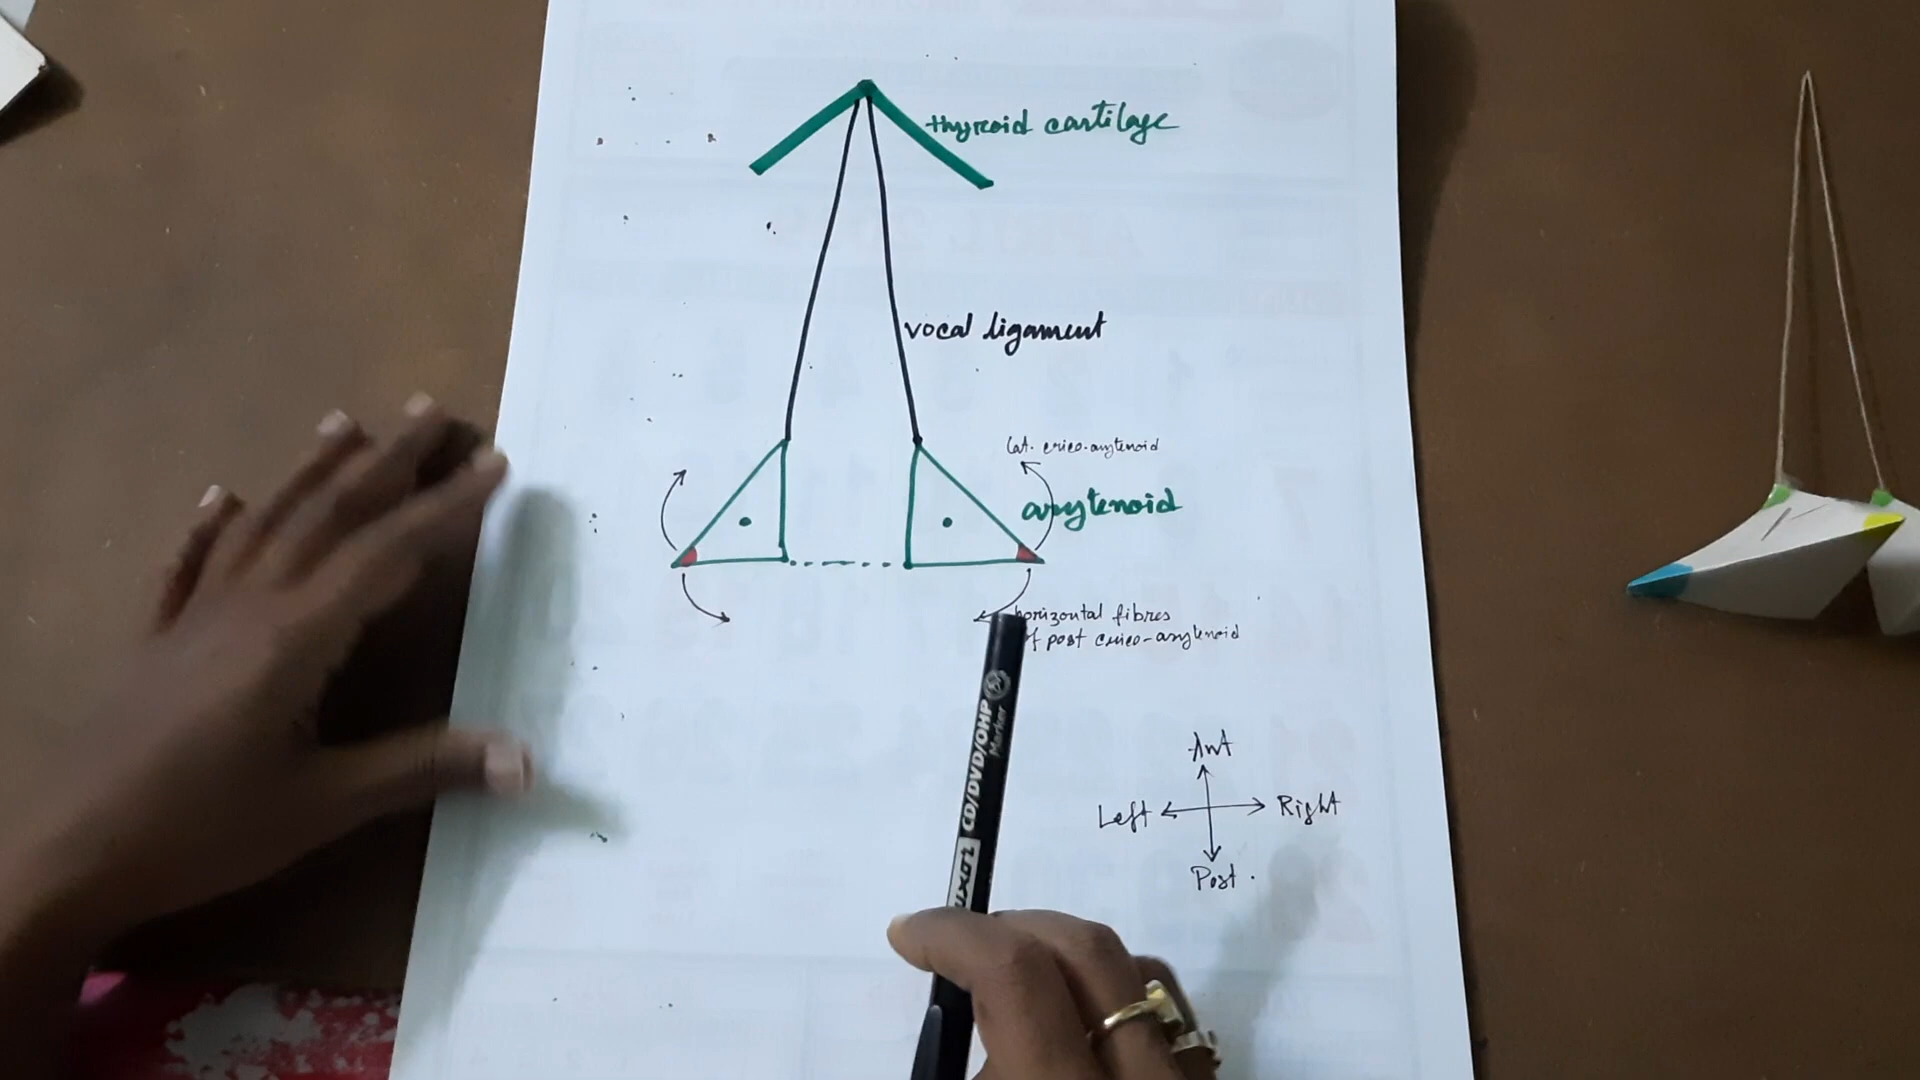 thyroid cartilage
vocal ligament
Lat. crico-arytenoid
arytenoid
horizontal fibres
of post crico-arytenoid
Ant
Left
Right
Post.
CD/DVD/OHP
Marker